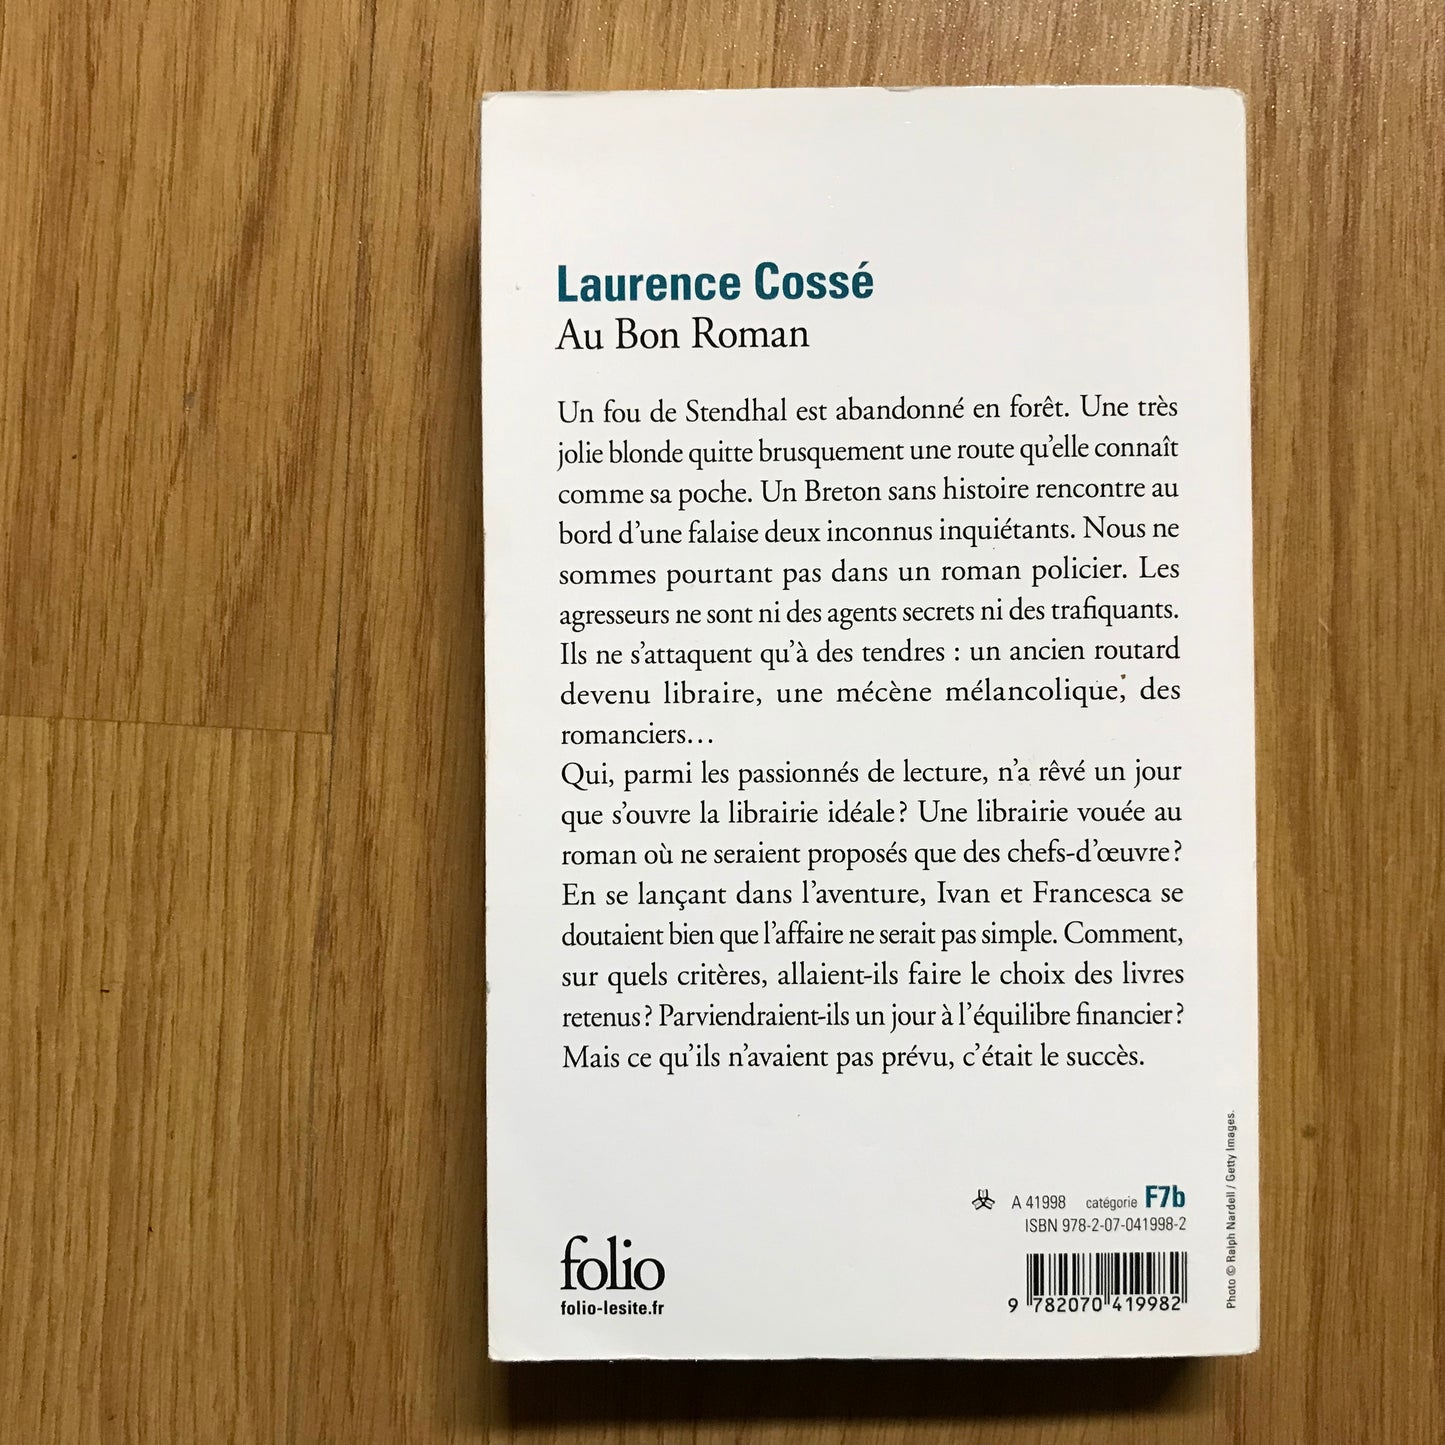 Laurence Cossé
Au Bon Roman
Un fou de Stendhal est abandonné en forêt. Une très
jolie blonde quitte brusquement une route qu'elle connaît
comme sa poche. Un Breton sans histoire rencontre au
bord d'une falaise deux inconnus inquiétants. Nous ne
sommes pourtant pas dans un roman policier. Les
agresseurs ne sont ni des agents secrets ni des trafiquants.
Ils ne s'attaquent qu'à des tendres : un ancien routard
devenu libraire, une mécène mélancolique, des
romanciers…
Qui, parmi les passionnés de lecture, n'a rêvé un jour
que s'ouvre la librairie idéale ? Une librairie vouée au
roman où ne seraient proposés que des chefs-d'œuvre ?
En se lançant dans l'aventure, Ivan et Francesca se
doutaient bien que l'affaire ne serait pas simple. Comment,
sur quels critères, allaient-ils faire le choix des livres
retenus ? Parviendraient-ils un jour à l'équilibre financier ?
Mais ce qu'ils n'avaient pas prévu, c'était le succès.
A 41998 catégorie F7b
ISBN 978-2-07-041998-2
folio
folio-lesite.fr
9 782070 419982
Photo © Ralph Nardell / Getty Images.